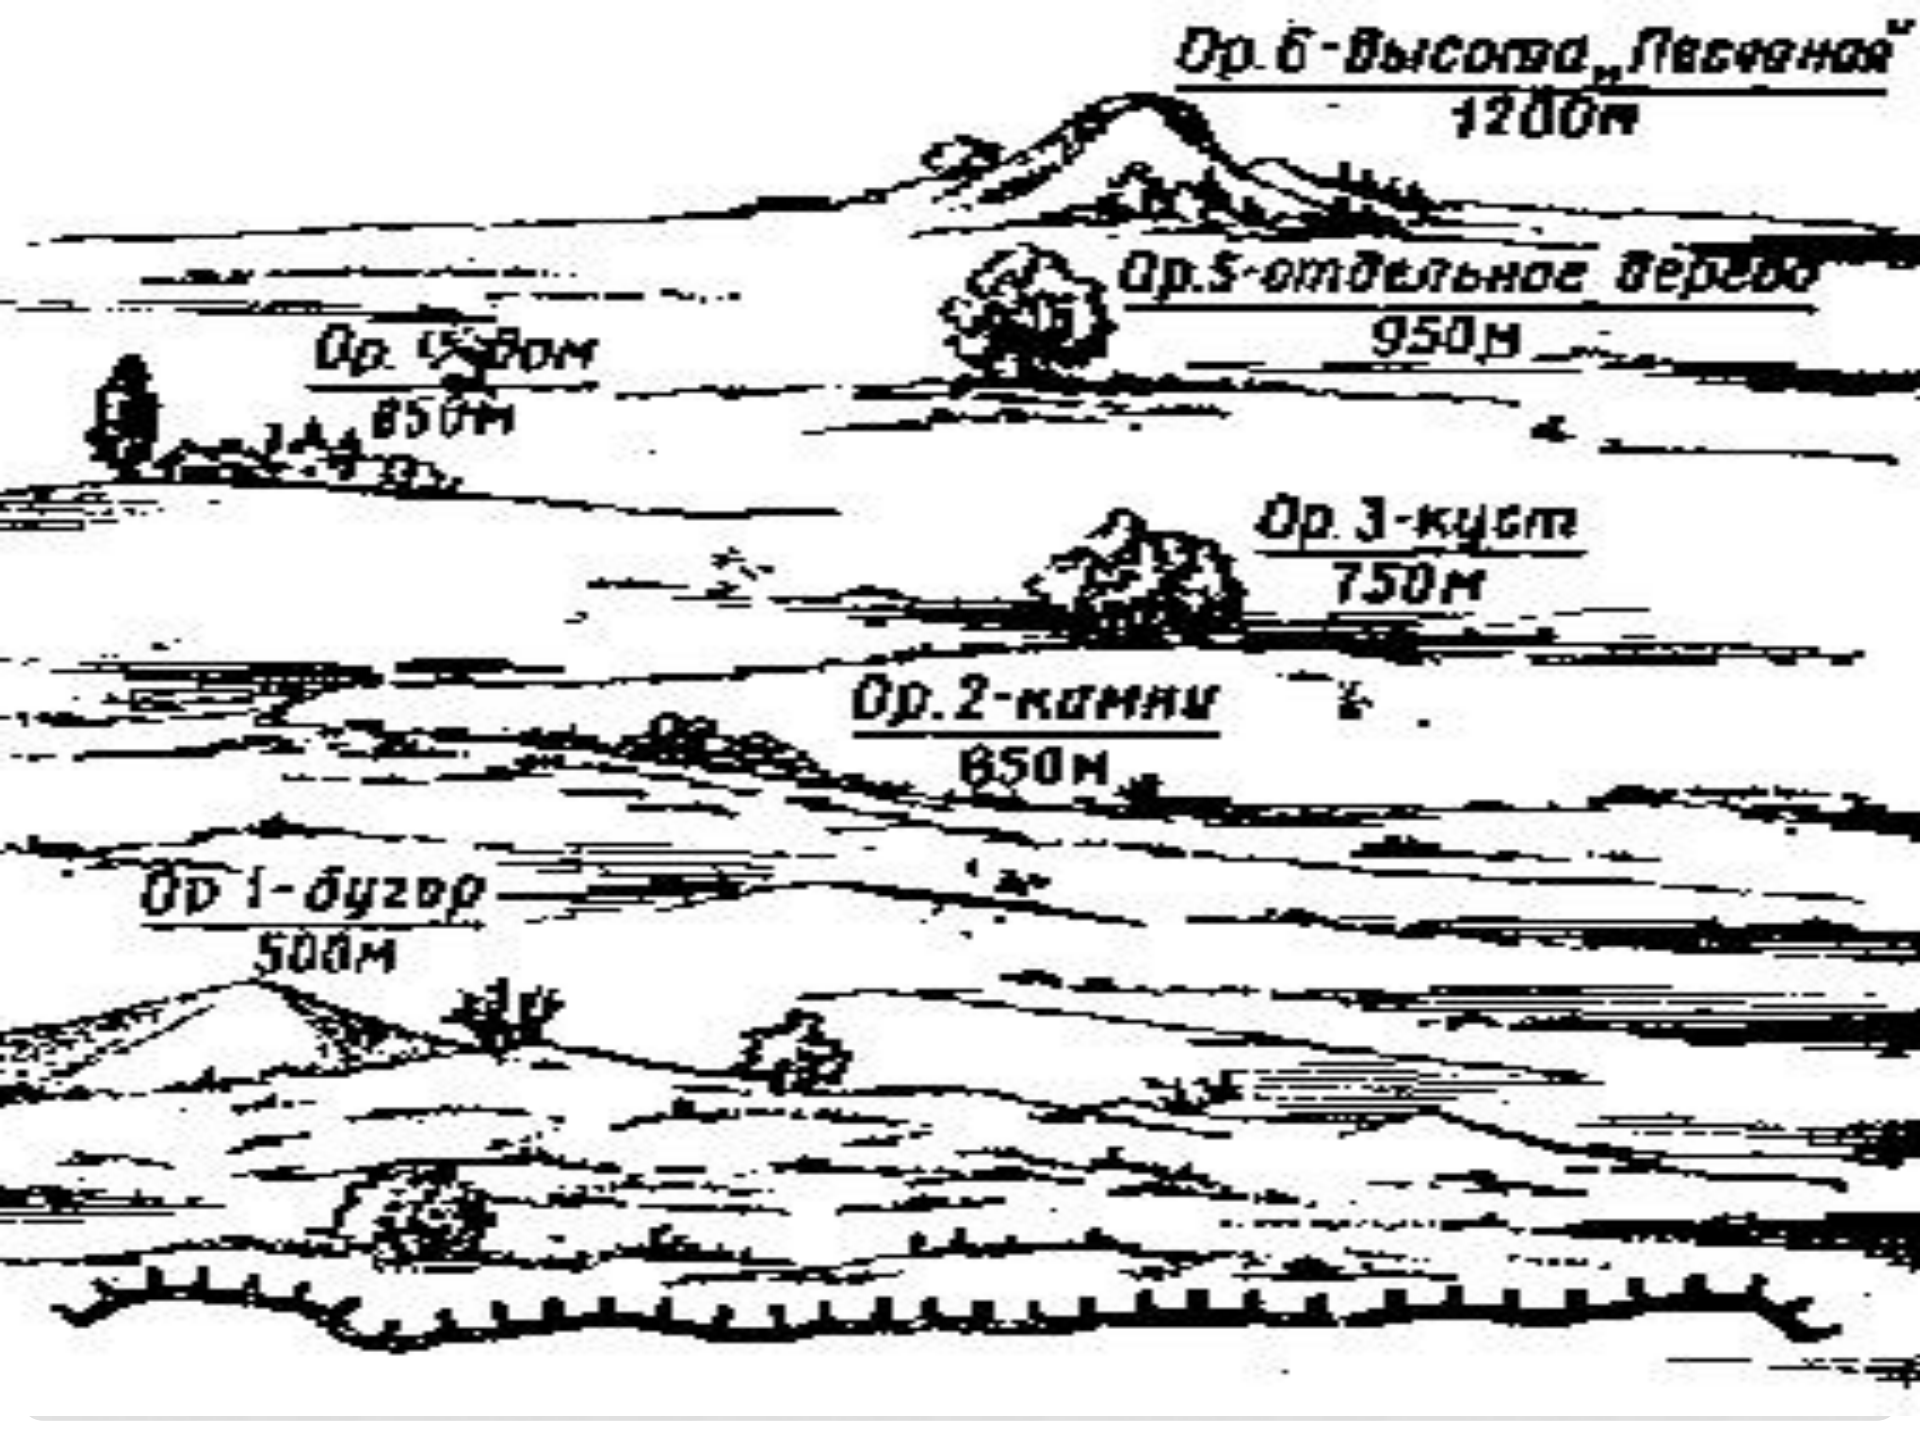 Ор. 6-Высота „Песчаная"
1200м
Ор.5-отдельное дерево
950м
Ор. дом
850м
Ор. 3-куст
750м
Ор. 2-камни
650м
Ор 1-бугор
500м